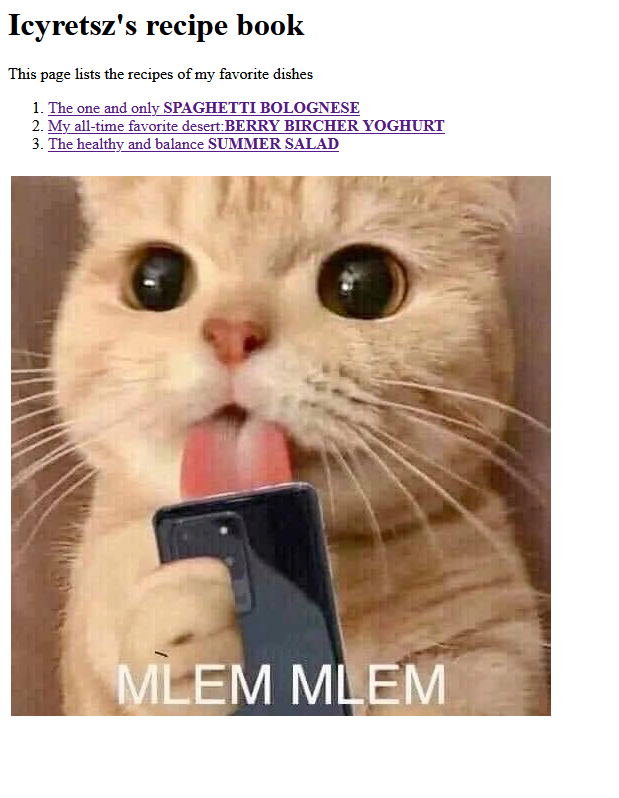 Icyretsz's recipe book
This page lists the recipes of my favorite dishes
1. The one and only SPAGHETTI BOLOGNESE
2. My all-time favorite desert:BERRY BIRCHER YOGHURT
3. The healthy and balance SUMMER SALAD
MLEM MLEM